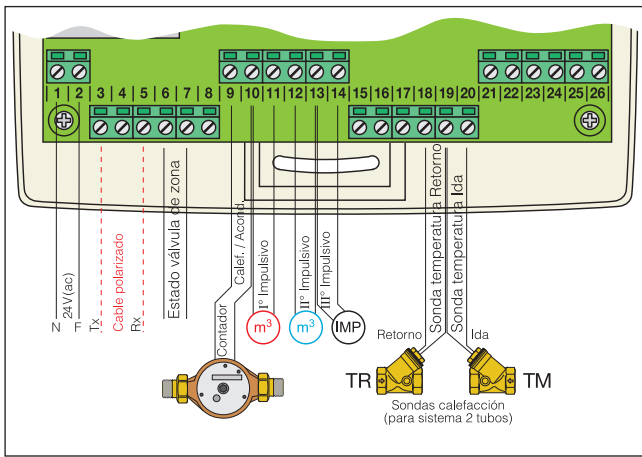 1 2 3 4 5 6 7 8 9 10 11 12 13 14 15 16 17 18 19 20 21 22 23 24 25 26
N
24V(ac)
F
Tx
Cable polarizado
Rx
Estado válvula de zona
Calef. / Acond.
Contador
I° Impulsivo
II° Impulsivo
III° Impulsivo
m³
m³
IMP
Sonda temperatura Retorno
Sonda temperatura Ida
Retorno
Ida
TR
TM
Sondas calefacción
(para sistema 2 tubos)